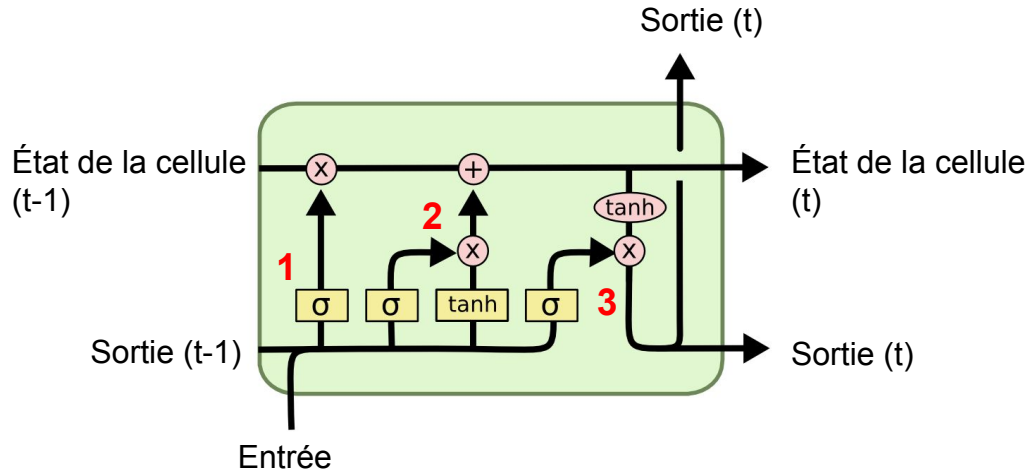 Sortie (t)
État de la cellule
(t-1)
x
+
État de la cellule
(t)
tanh
2
1
x
x
σ
σ
tanh
σ
3
Sortie (t-1)
Sortie (t)
Entrée